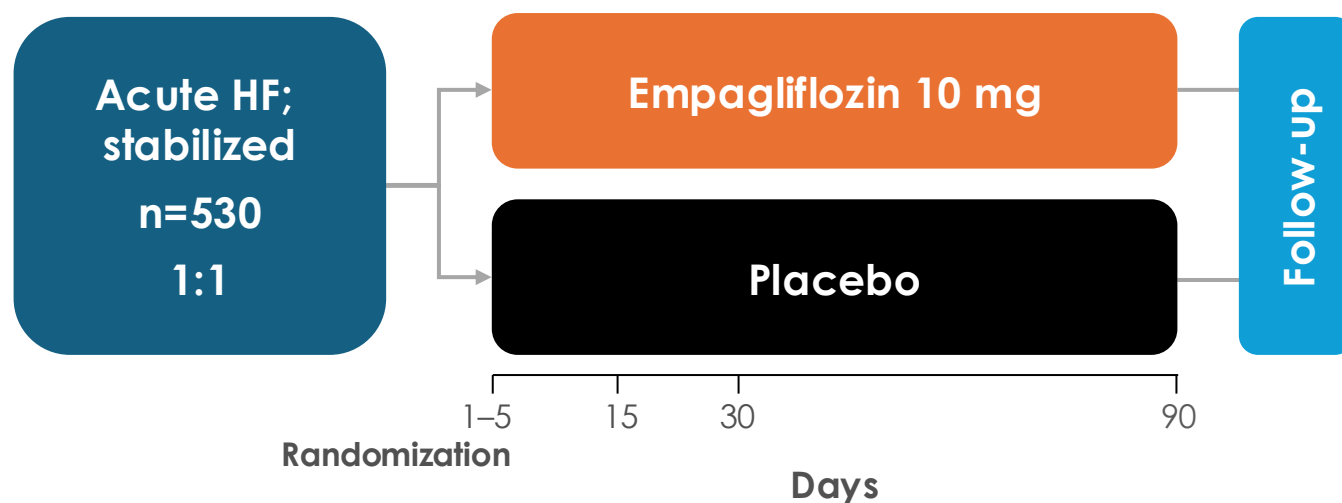 Acute HF;
stabilized
n=530
1:1
Empagliflozin 10 mg
Placebo
Follow-up
1–5
15
30
90
Randomization
Days